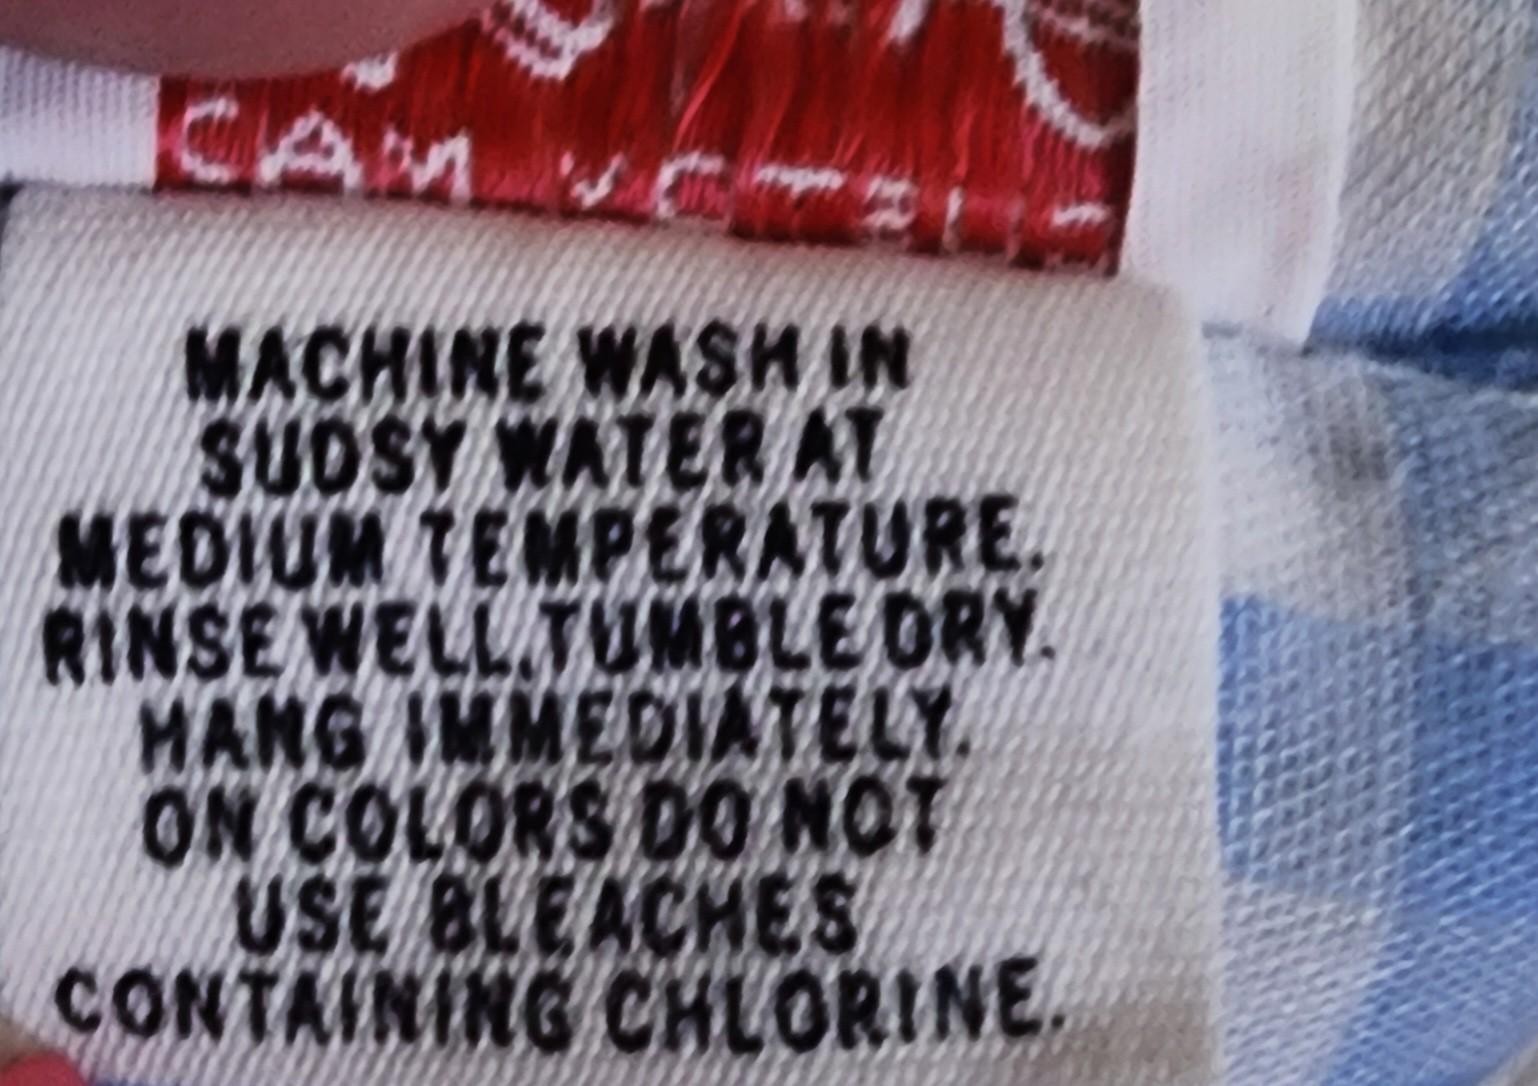 MACHINE WASH IN
SUDSY WATER AT
MEDIUM TEMPERATURE.
RINSE WELL.TUMBLE DRY.
HANG IMMEDIATELY.
ON COLORS DO NOT
USE BLEACHES
CONTAINING CHLORINE.